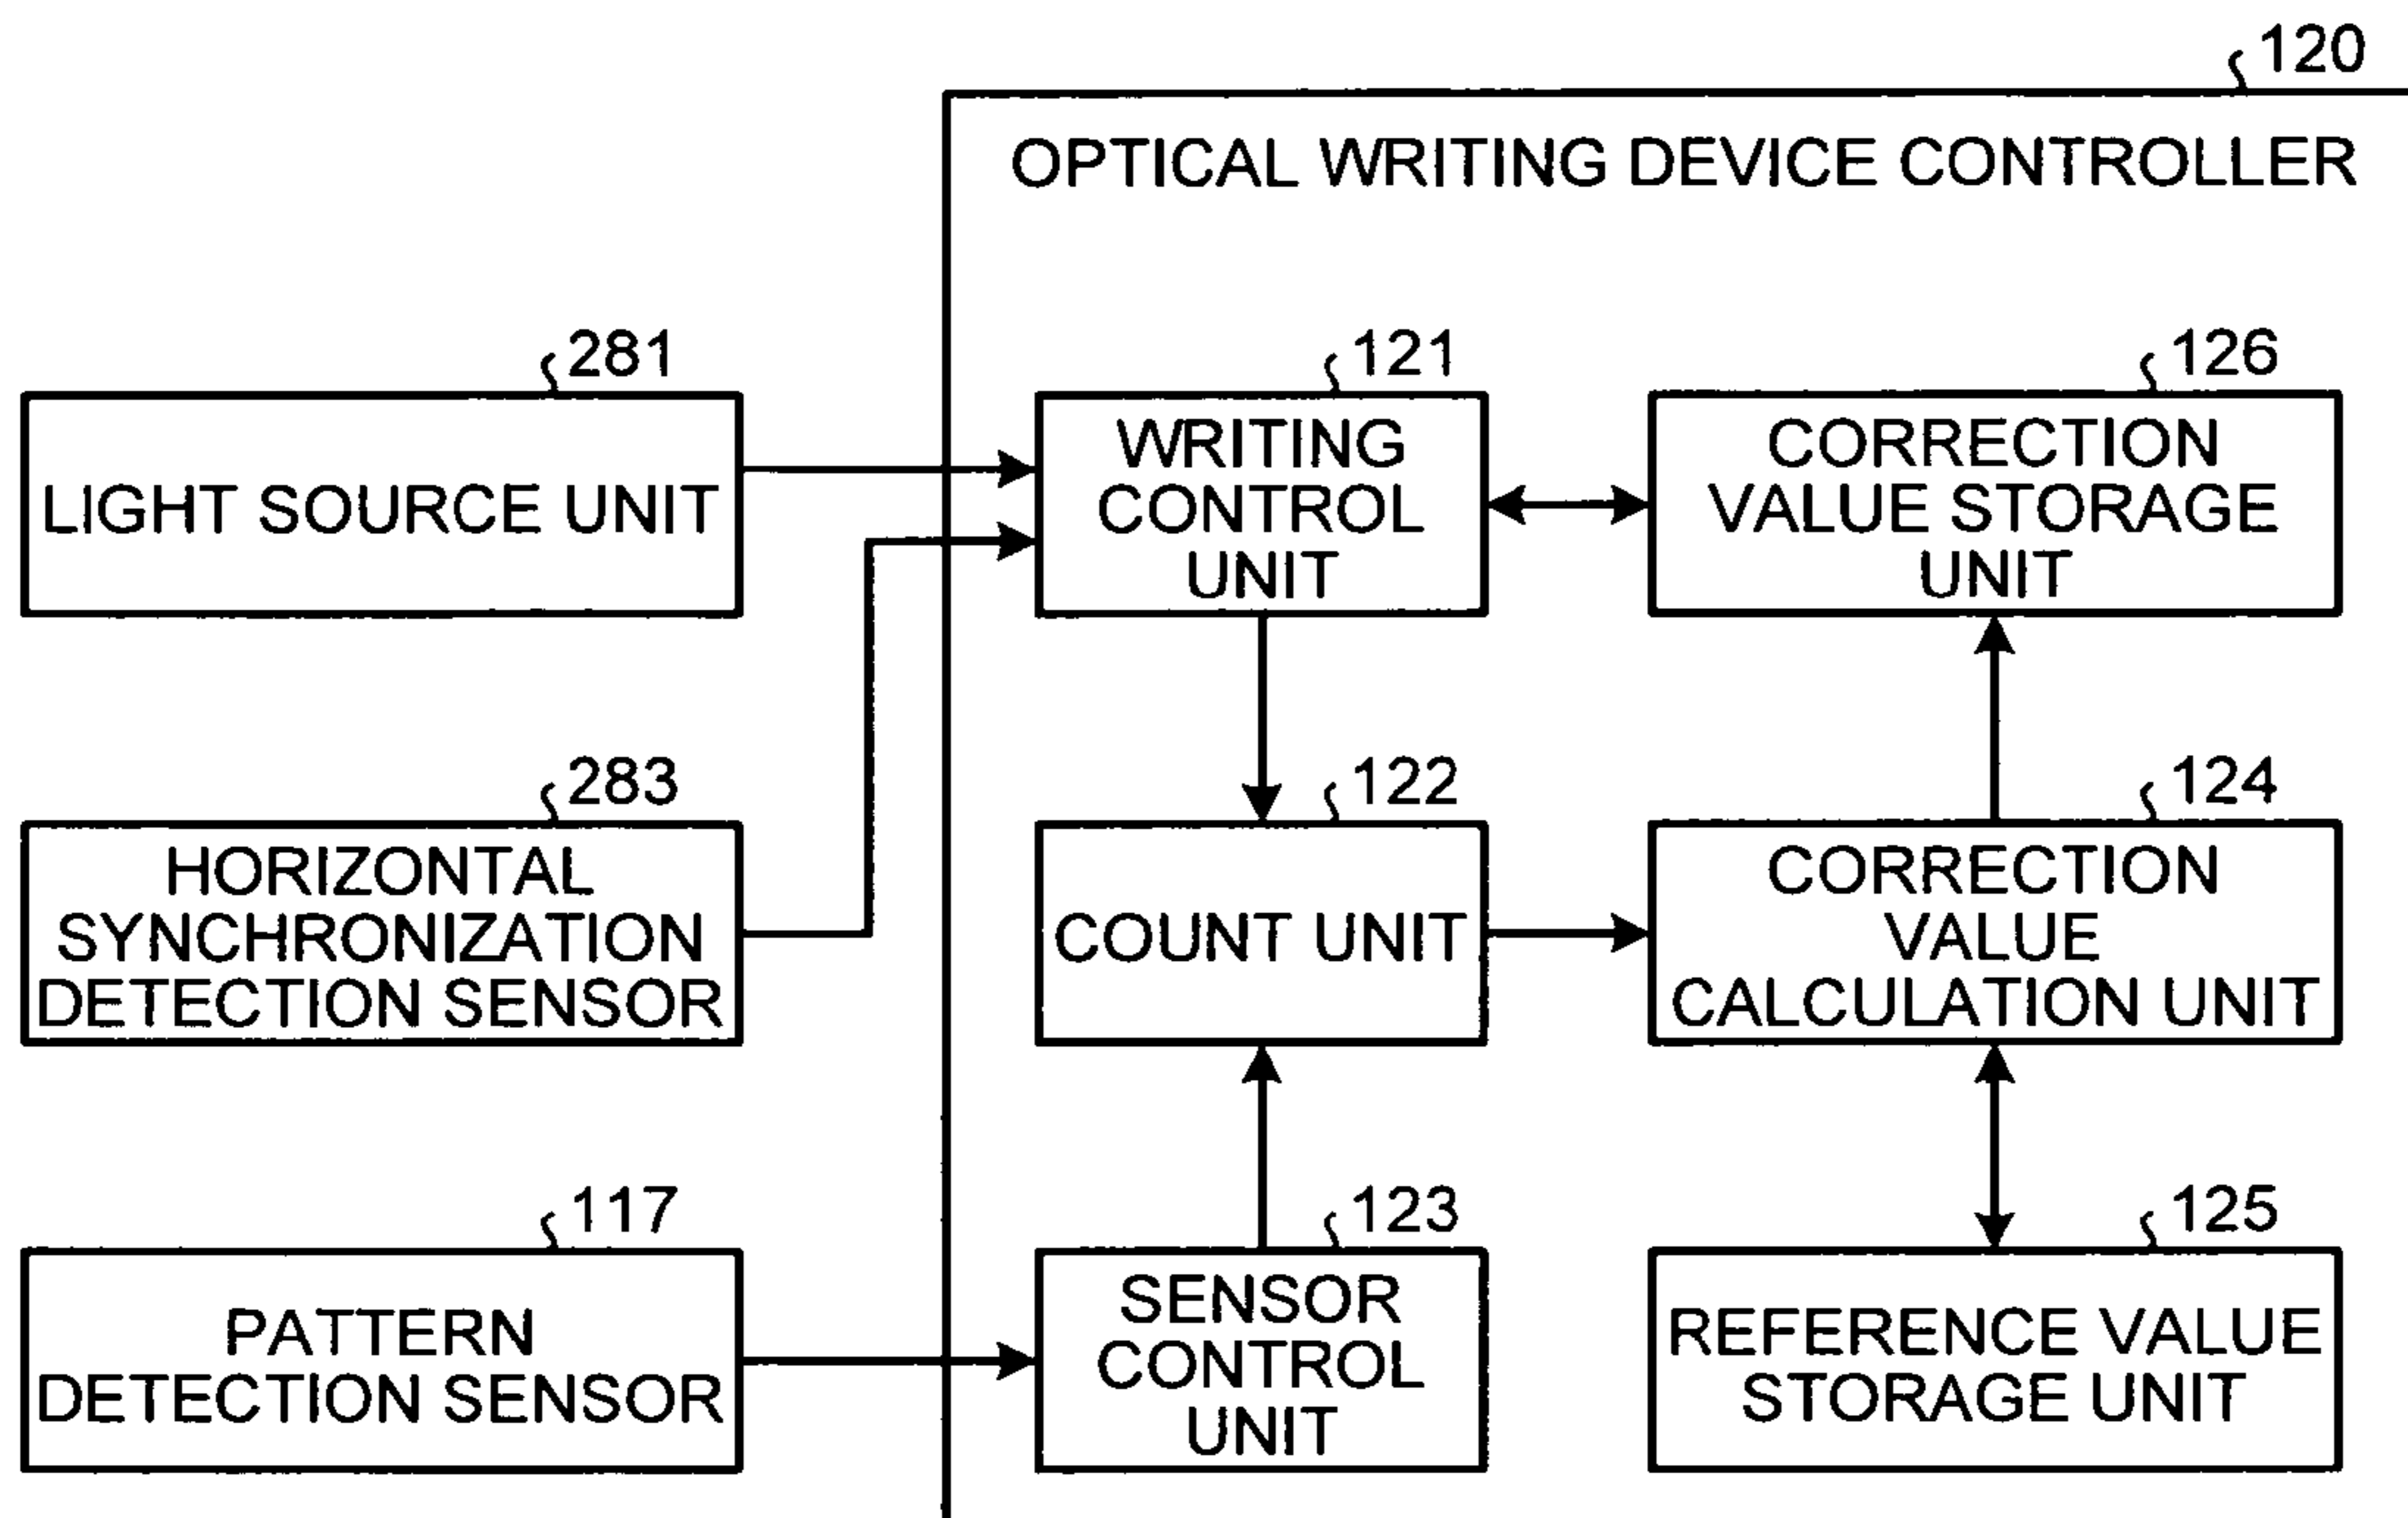 120
OPTICAL WRITING DEVICE CONTROLLER
281
LIGHT SOURCE UNIT
121
WRITING
CONTROL
UNIT
126
CORRECTION
VALUE STORAGE
UNIT
283
HORIZONTAL
SYNCHRONIZATION
DETECTION SENSOR
122
COUNT UNIT
124
CORRECTION
VALUE
CALCULATION UNIT
117
PATTERN
DETECTION SENSOR
123
SENSOR
CONTROL
UNIT
125
REFERENCE VALUE
STORAGE UNIT